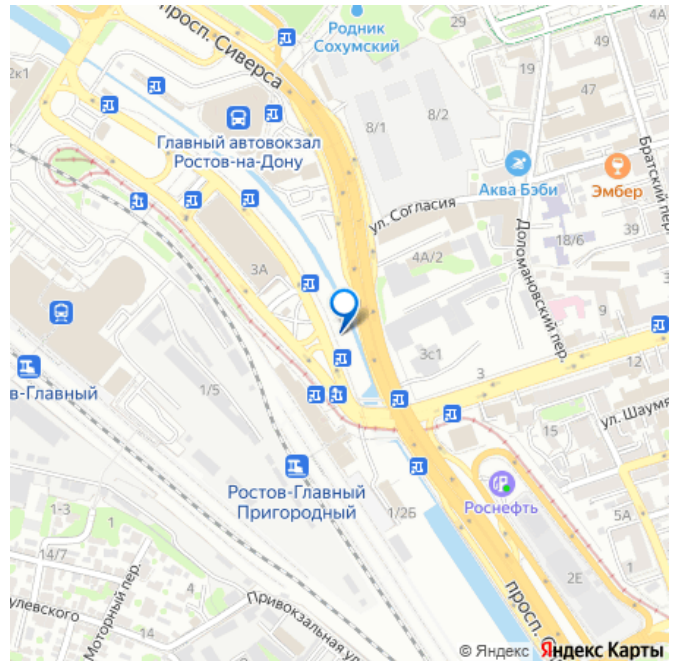 просп. Сиверса
Родник
Сохумский
4А
49
2к1
19
47
8/2
8/1
Главный автовокзал
Ростов-на-Дону
Аква Бэби
Эмбер
Братский пер.
ул. Согласия
Доломановский пер.
18/6
39
4А/2
3А
9
3с1
12
3
1/5
в-Главный
15
ул. Шаумя
Ростов-Главный
Пригородный
Роснефть
1/2Б
5А
1-3
1
14/7
1
2Е
4
14
улевского
Моторный пер.
Привокзальная ул
просп. С
© Яндекс Яндекс Карты